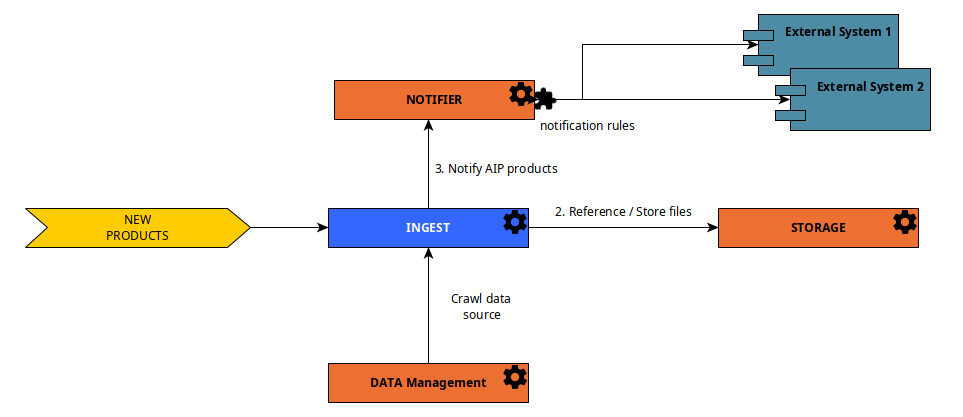 External System 1
External System 2
NOTIFIER
notification rules
3. Notify AIP products
NEW
PRODUCTS
INGEST
2. Reference / Store files
STORAGE
Crawl data
source
DATA Management